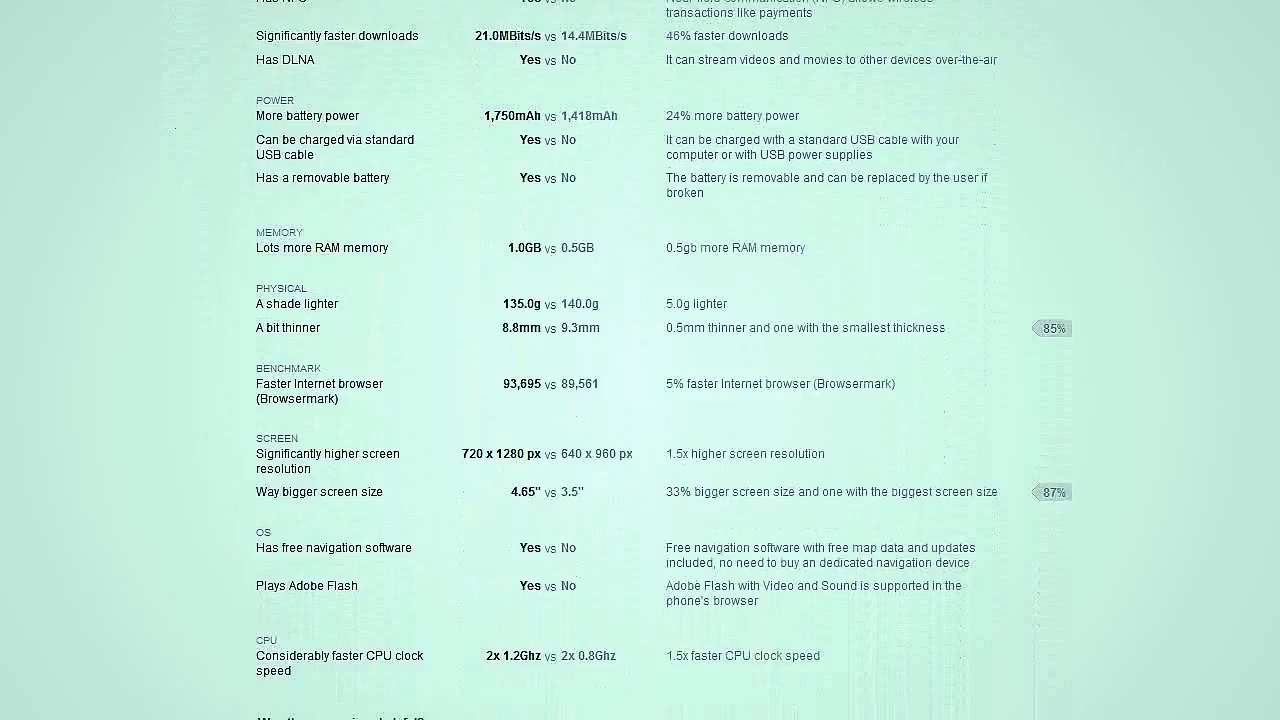 transactions like payments
Significantly faster downloads 21.0MBits/s vs 14.4MBits/s 46% faster downloads
Has DLNA Yes vs No It can stream videos and movies to other devices over-the-air
POWER
More battery power 1,750mAh vs 1,418mAh 24% more battery power
Can be charged via standard Yes vs No It can be charged with a standard USB cable with your
USB cable computer or with USB power supplies
Has a removable battery Yes vs No The battery is removable and can be replaced by the user if
broken
MEMORY
Lots more RAM memory 1.0GB vs 0.5GB 0.5gb more RAM memory
PHYSICAL
A shade lighter 135.0g vs 140.0g 5.0g lighter
A bit thinner 8.8mm vs 9.3mm 0.5mm thinner and one with the smallest thickness 85%
BENCHMARK
Faster Internet browser 93,695 vs 89,561 5% faster Internet browser (Browsermark)
(Browsermark)
SCREEN
Significantly higher screen 720 x 1280 px vs 640 x 960 px 1.5x higher screen resolution
resolution
Way bigger screen size 4.65" vs 3.5" 33% bigger screen size and one with the biggest screen size 87%
OS
Has free navigation software Yes vs No Free navigation software with free map data and updates
included, no need to buy an dedicated navigation device
Plays Adobe Flash Yes vs No Adobe Flash with Video and Sound is supported in the
phone's browser
CPU
Considerably faster CPU clock 2x 1.2Ghz vs 2x 0.8Ghz 1.5x faster CPU clock speed
speed